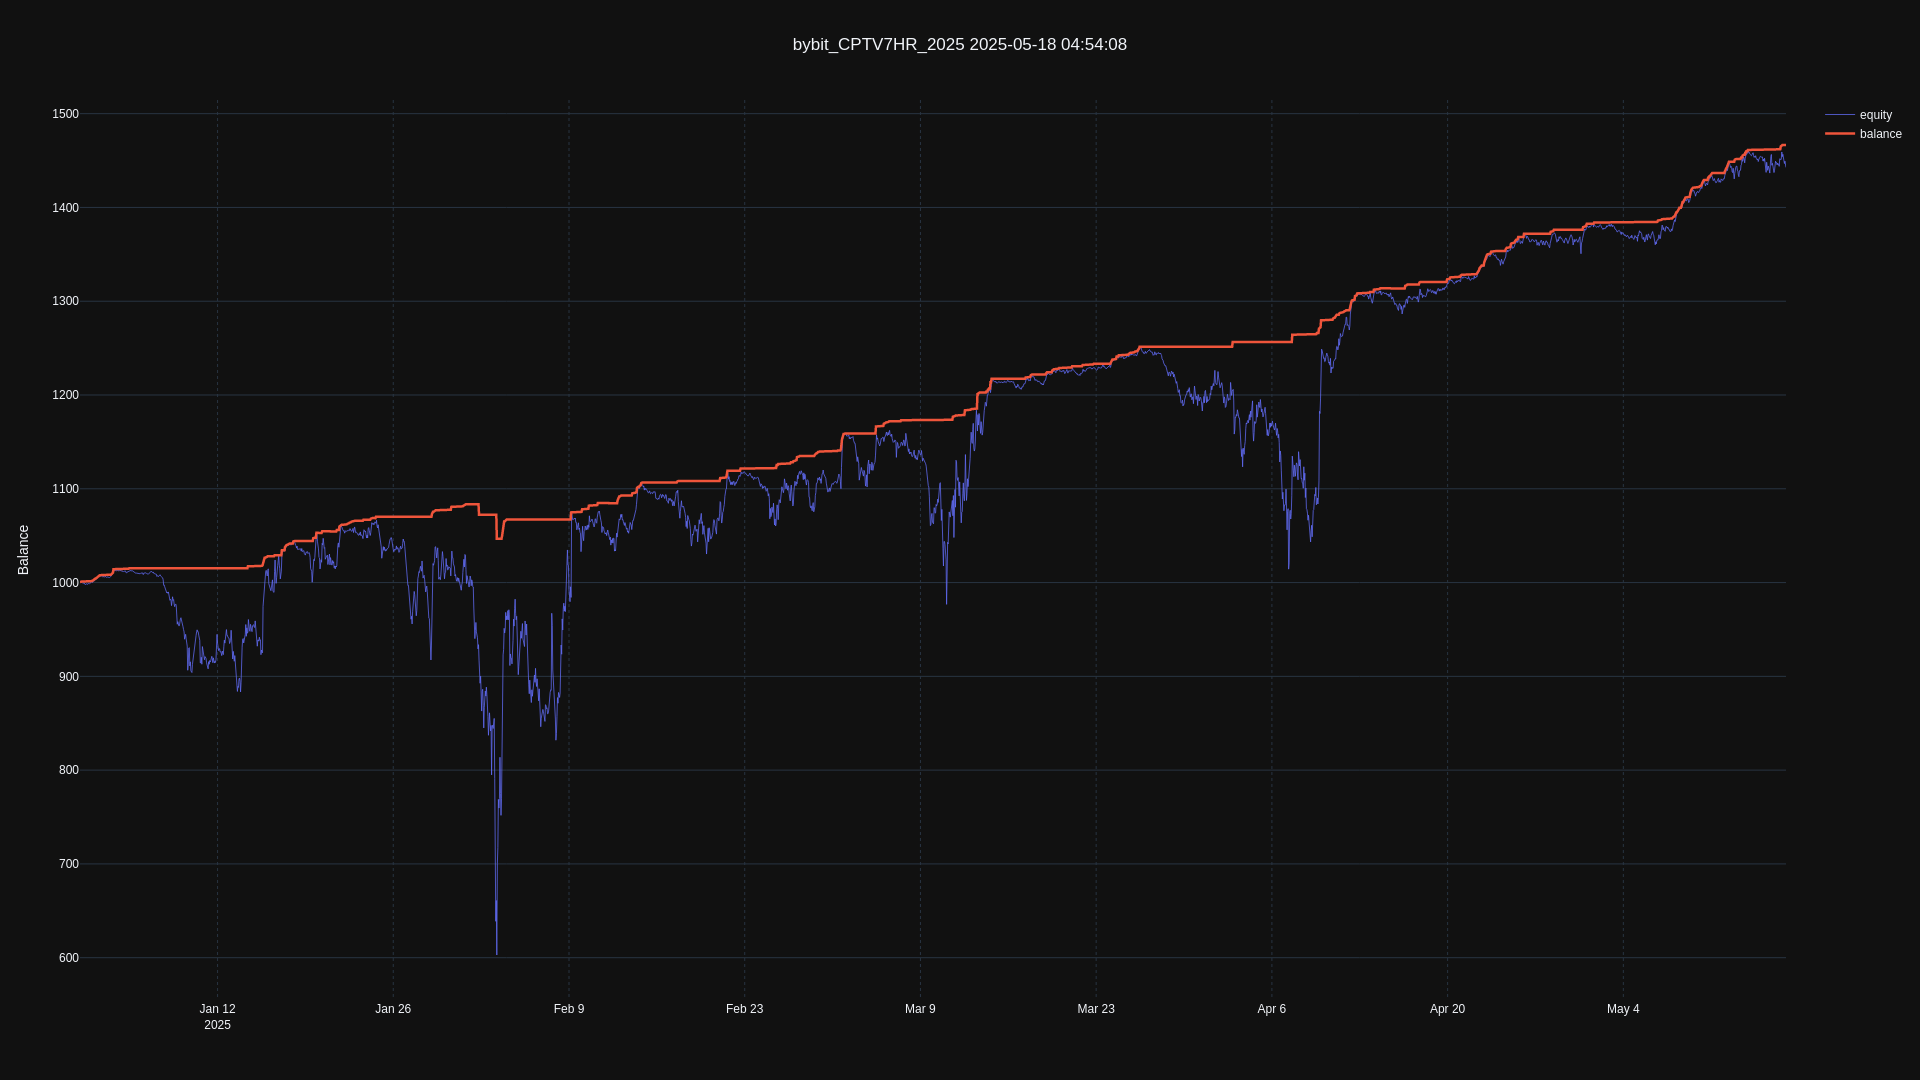 bybit_CPTV7HR_2025 2025-05-18 04:54:08
equity
balance
Balance
1500
1400
1300
1200
1100
1000
900
800
700
600
Jan 12
2025
Jan 26
Feb 9
Feb 23
Mar 9
Mar 23
Apr 6
Apr 20
May 4